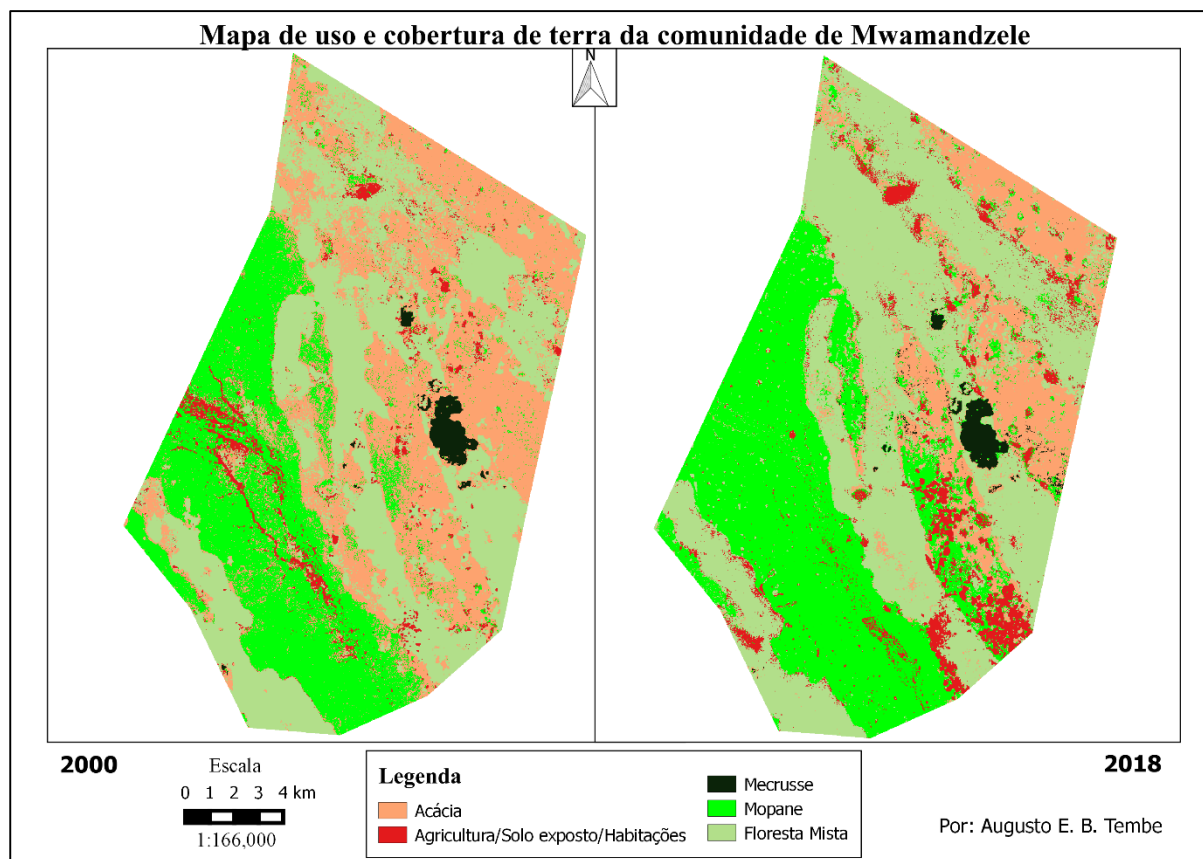 Mapa de uso e cobertura de terra da comunidade de Mwamandzele
N
2000
2018
Escala
0 1 2 3 4 km
1:166,000
Legenda
Acácia
Agricultura/Solo exposto/Habitações
Mecrusse
Mopane
Floresta Mista
Por: Augusto E. B. Tembe